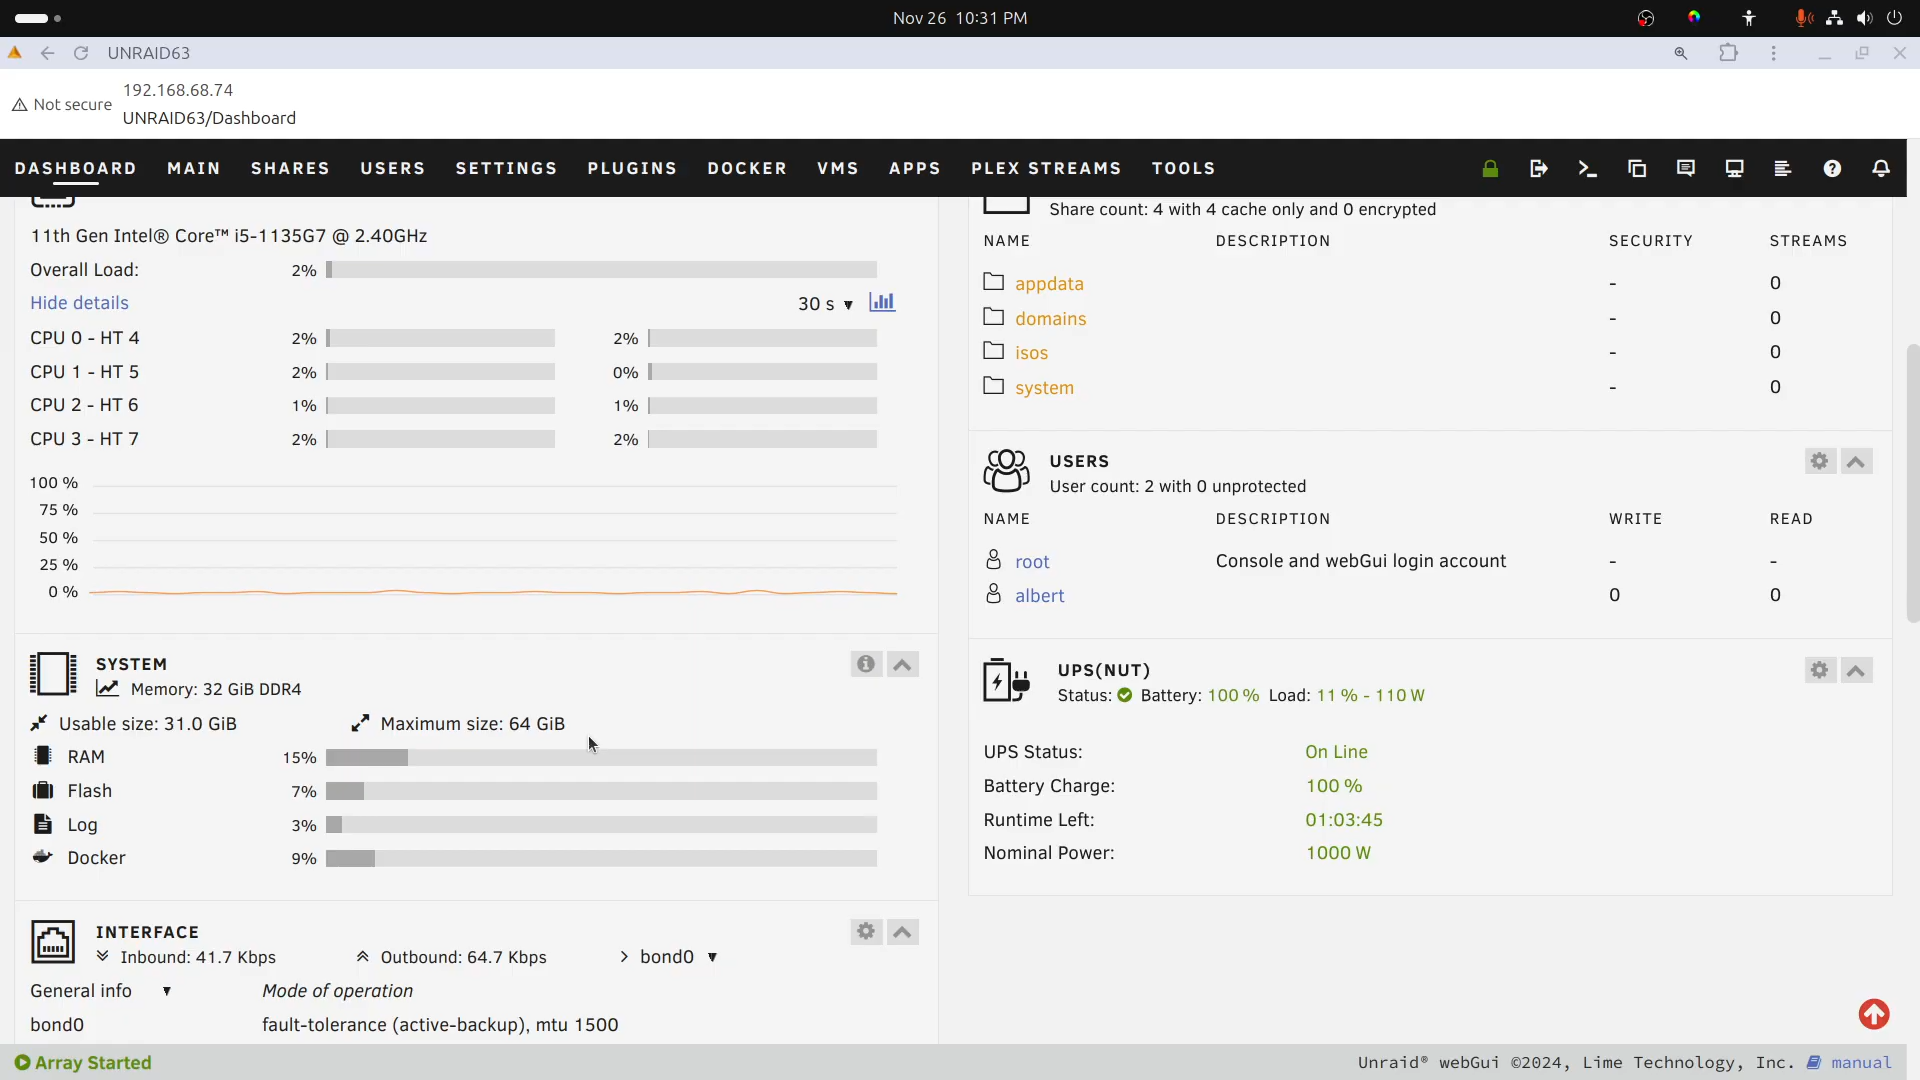 Nov 26 10:31 PM
UNRAID63
Not secure
192.168.68.74
UNRAID63/Dashboard
DASHBOARD MAIN SHARES USERS SETTINGS PLUGINS DOCKER VMS APPS PLEX STREAMS TOOLS
11th Gen Intel® Core™ i5-1135G7 @ 2.40GHz
Overall Load: 2%
Hide details 30 s
CPU 0 - HT 4 2% 2%
CPU 1 - HT 5 2% 0%
CPU 2 - HT 6 1% 1%
CPU 3 - HT 7 2% 2%
100 %
75 %
50 %
25 %
0 %
SYSTEM
Memory: 32 GiB DDR4
Usable size: 31.0 GiB Maximum size: 64 GiB
RAM 15%
Flash 7%
Log 3%
Docker 9%
INTERFACE
Inbound: 41.7 Kbps Outbound: 64.7 Kbps bond0
General info Mode of operation
bond0 fault-tolerance (active-backup), mtu 1500
Share count: 4 with 4 cache only and 0 encrypted
NAME DESCRIPTION SECURITY STREAMS
appdata - 0
domains - 0
isos - 0
system - 0
USERS
User count: 2 with 0 unprotected
NAME DESCRIPTION WRITE READ
root Console and webGui login account - -
albert 0 0
UPS(NUT)
Status: Battery: 100 % Load: 11 % - 110 W
UPS Status: On Line
Battery Charge: 100 %
Runtime Left: 01:03:45
Nominal Power: 1000 W
Array Started
Unraid® webGui ©2024, Lime Technology, Inc. manual